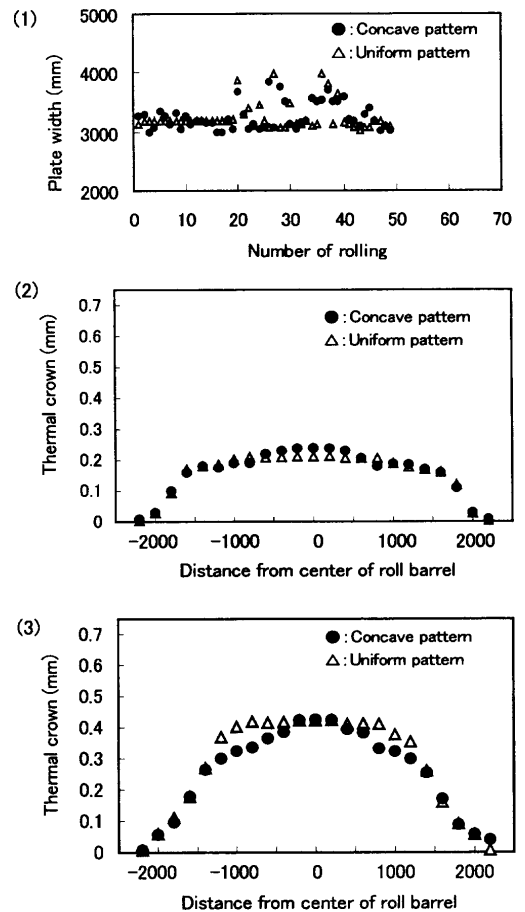 (1)
5000
4000
3000
2000
Plate width (mm)
● : Concave pattern
△ : Uniform pattern
0 10 20 30 40 50 60 70
Number of rolling
(2)
0.7
0.6
0.5
0.4
0.3
0.2
0.1
0
Thermal crown (mm)
● : Concave pattern
△ : Uniform pattern
-2000 -1000 0 1000 2000
Distance from center of roll barrel
(3)
0.7
0.6
0.5
0.4
0.3
0.2
0.1
0
Thermal crown (mm)
● : Concave pattern
△ : Uniform pattern
-2000 -1000 0 1000 2000
Distance from center of roll barrel